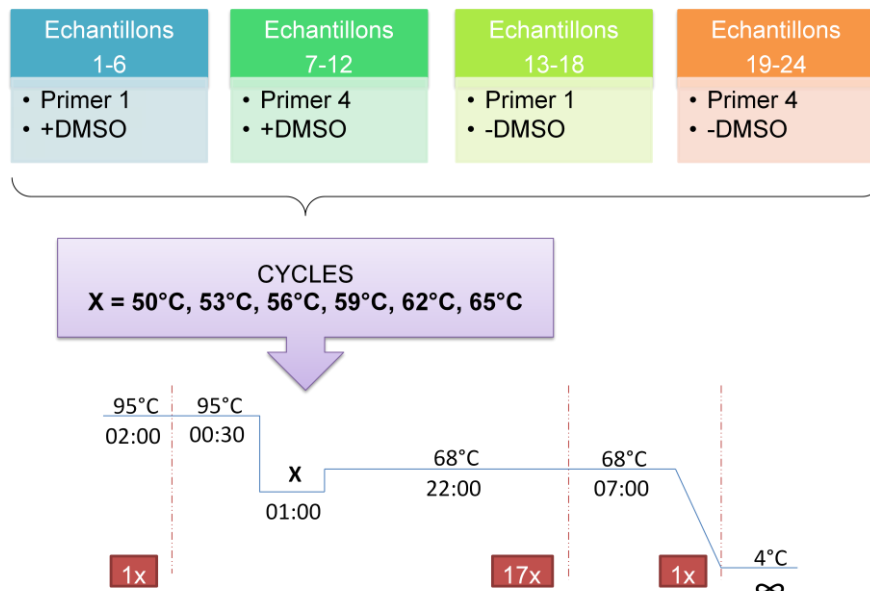 Echantillons
1-6
• Primer 1
• +DMSO
Echantillons
7-12
• Primer 4
• +DMSO
Echantillons
13-18
• Primer 1
• -DMSO
Echantillons
19-24
• Primer 4
• -DMSO
CYCLES
X = 50°C, 53°C, 56°C, 59°C, 62°C, 65°C
95°C
02:00
95°C
00:30
X
01:00
68°C
22:00
68°C
07:00
4°C
∞
1x
17x
1x